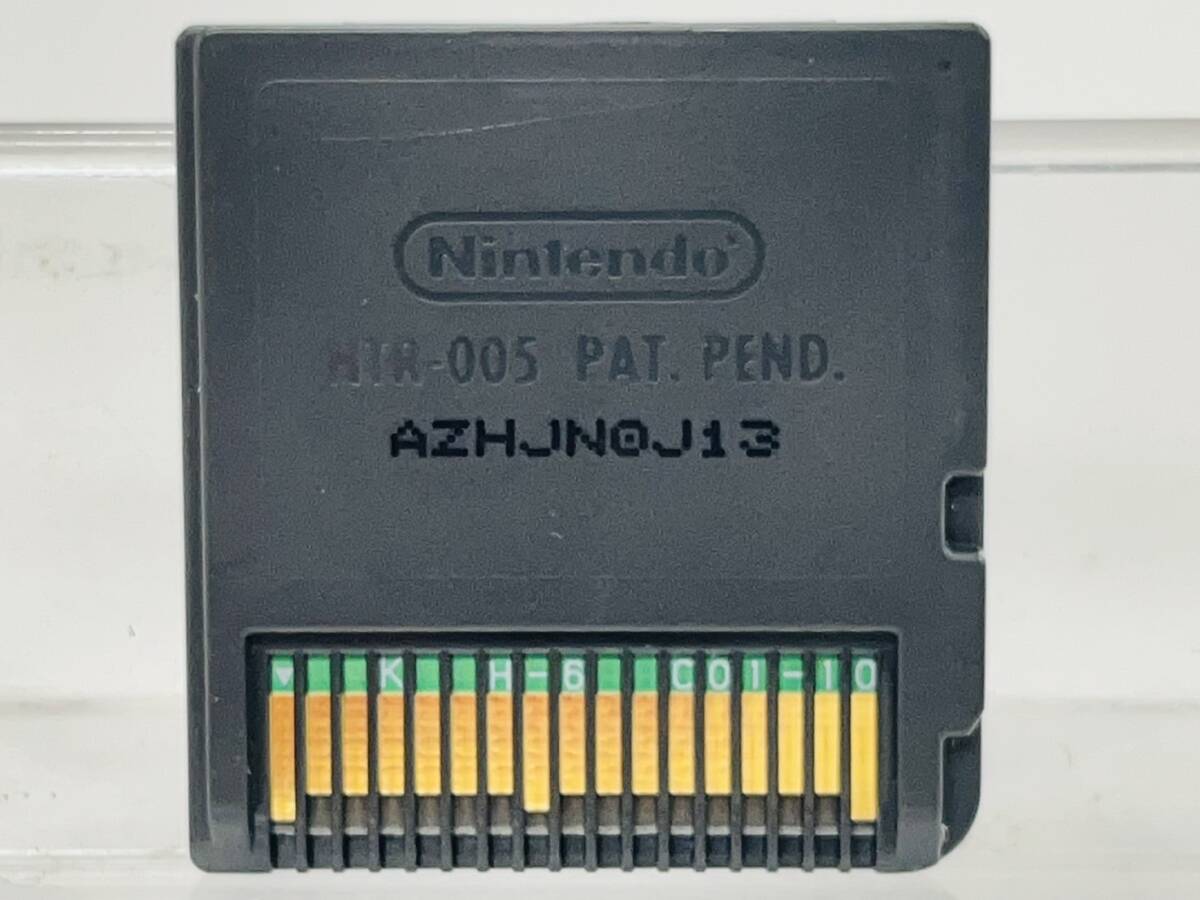 Nintendo
NTR-005 PAT. PEND.
AZHJN0J13
▼ K H-6 C01-10